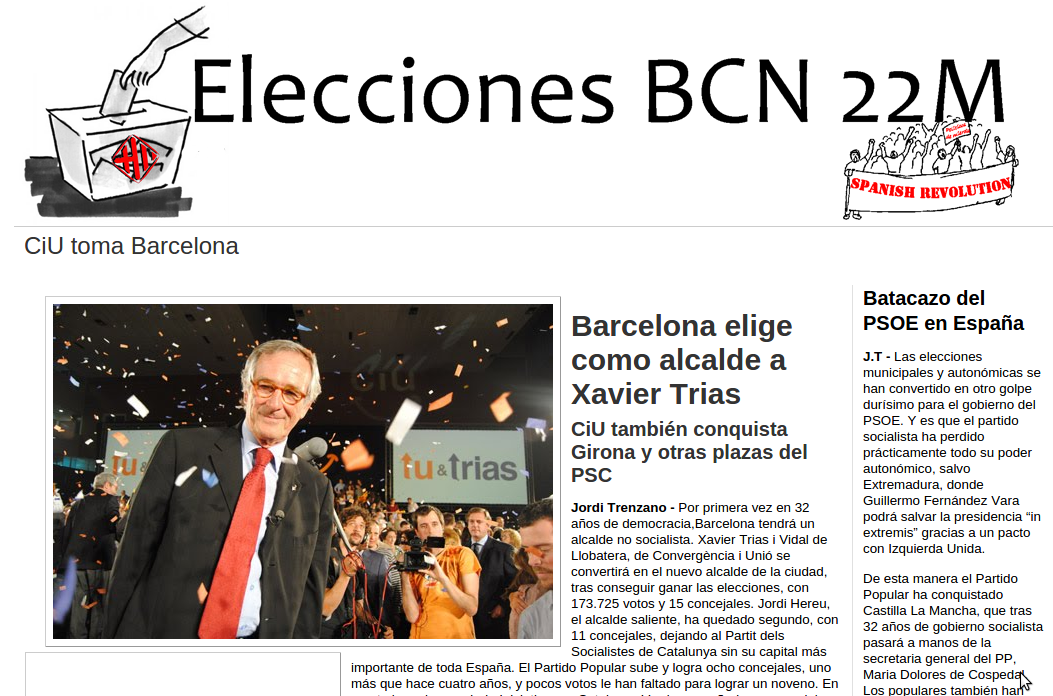 Elecciones BCN 22M
SPANISH REVOLUTION
CiU toma Barcelona
CiU
tu &
tu & trias
Barcelona elige
como alcalde a
Xavier Trias
CiU también conquista
Girona y otras plazas del
PSC
Jordi Trenzano - Por primera vez en 32
años de democracia,Barcelona tendrá un
alcalde no socialista. Xavier Trias i Vidal de
Llobatera, de Convergència i Unió se
convertirá en el nuevo alcalde de la ciudad,
tras conseguir ganar las elecciones, con
173.725 votos y 15 concejales. Jordi Hereu,
el alcalde saliente, ha quedado segundo, con
11 concejales, dejando al Partit dels
Socialistes de Catalunya sin su capital más
importante de toda España. El Partido Popular sube y logra ocho concejales, uno
más que hace cuatro años, y pocos votos le han faltado para lograr un noveno. En
Batacazo del
PSOE en España
J.T - Las elecciones
municipales y autonómicas se
han convertido en otro golpe
durísimo para el gobierno del
PSOE. Y es que el partido
socialista ha perdido
prácticamente todo su poder
autonómico, salvo
Extremadura, donde
Guillermo Fernández Vara
podrá salvar la presidencia “in
extremis” gracias a un pacto
con Izquierda Unida.
De esta manera el Partido
Popular ha conquistado
Castilla La Mancha, que tras
32 años de gobierno socialista
pasará a manos de la
secretaria general del PP,
Maria Dolores de Cospedal.
Los populares también han